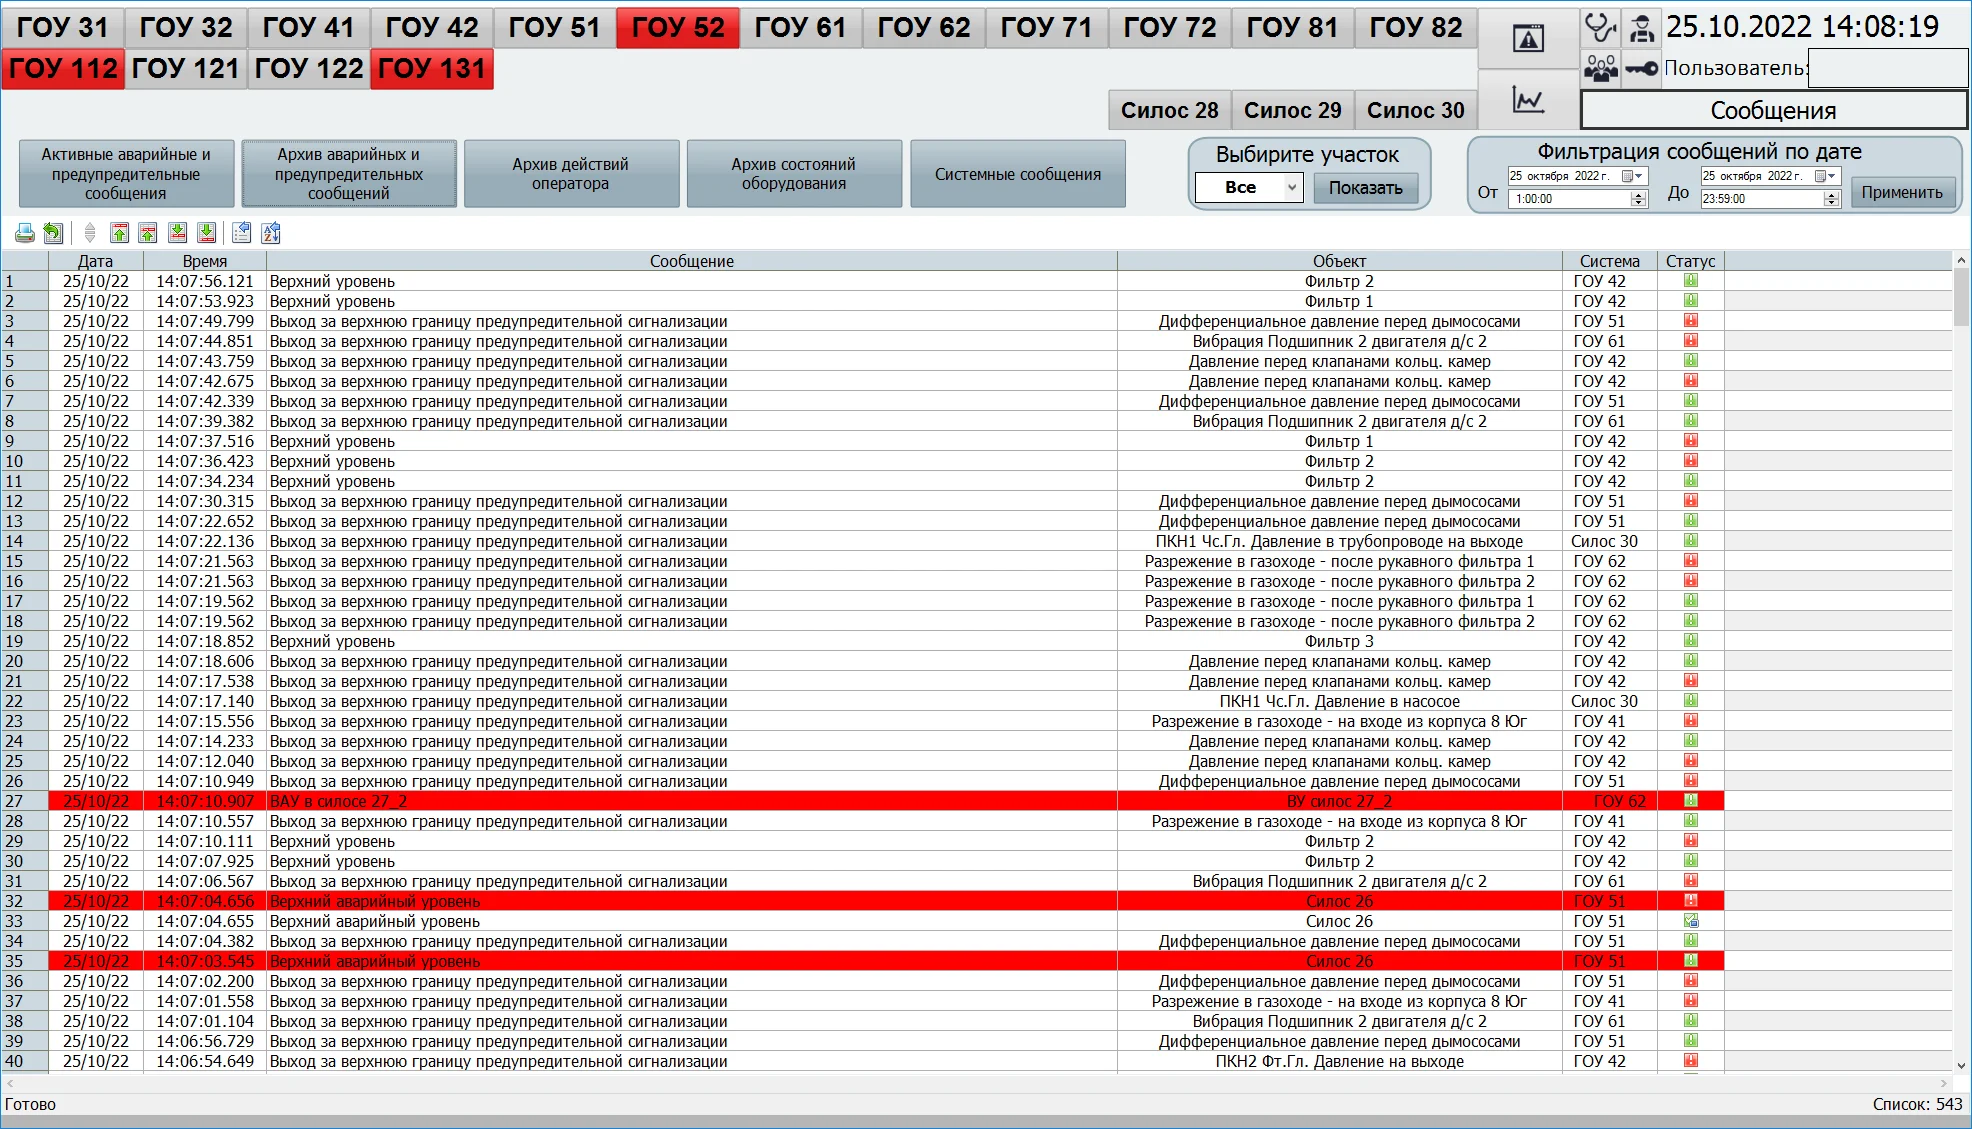 ГОУ 31 ГОУ 32 ГОУ 41 ГОУ 42 ГОУ 51 ГОУ 52 ГОУ 61 ГОУ 62 ГОУ 71 ГОУ 72 ГОУ 81 ГОУ 82 25.10.2022 14:08:19
ГОУ 112 ГОУ 121 ГОУ 122 ГОУ 131 Пользователь:
Силос 28 Силос 29 Силос 30 Сообщения
Активные аварийные и предупредительные сообщения
Архив аварийных и предупредительных сообщений
Архив действий оператора
Архив состояний оборудования
Системные сообщения
Выбирите участок
Все Показать
Фильтрация сообщений по дате
От 25 октября 2022 г. 1:00:00 До 25 октября 2022 г. 23:59:00 Применить
Дата Время Сообщение Объект Система Статус
1 25/10/22 14:07:56.121 Верхний уровень Фильтр 2 ГОУ 42
2 25/10/22 14:07:53.923 Верхний уровень Фильтр 1 ГОУ 42
3 25/10/22 14:07:49.799 Выход за верхнюю границу предупредительной сигнализации Дифференциальное давление перед дымососами ГОУ 51
4 25/10/22 14:07:44.851 Выход за верхнюю границу предупредительной сигнализации Вибрация Подшипник 2 двигателя д/с 2 ГОУ 61
5 25/10/22 14:07:43.759 Выход за верхнюю границу предупредительной сигнализации Давление перед клапанами кольц. камер ГОУ 42
6 25/10/22 14:07:42.675 Выход за верхнюю границу предупредительной сигнализации Давление перед клапанами кольц. камер ГОУ 42
7 25/10/22 14:07:42.339 Выход за верхнюю границу предупредительной сигнализации Дифференциальное давление перед дымососами ГОУ 51
8 25/10/22 14:07:39.382 Выход за верхнюю границу предупредительной сигнализации Вибрация Подшипник 2 двигателя д/с 2 ГОУ 61
9 25/10/22 14:07:37.516 Верхний уровень Фильтр 1 ГОУ 42
10 25/10/22 14:07:36.423 Верхний уровень Фильтр 2 ГОУ 42
11 25/10/22 14:07:34.234 Верхний уровень Фильтр 2 ГОУ 42
12 25/10/22 14:07:30.315 Выход за верхнюю границу предупредительной сигнализации Дифференциальное давление перед дымососами ГОУ 51
13 25/10/22 14:07:22.652 Выход за верхнюю границу предупредительной сигнализации Дифференциальное давление перед дымососами ГОУ 51
14 25/10/22 14:07:22.136 Выход за верхнюю границу предупредительной сигнализации ПКН1 Чс.Гл. Давление в трубопроводе на выходе Силос 30
15 25/10/22 14:07:21.563 Выход за верхнюю границу предупредительной сигнализации Разрежение в газоходе - после рукавного фильтра 1 ГОУ 62
16 25/10/22 14:07:21.563 Выход за верхнюю границу предупредительной сигнализации Разрежение в газоходе - после рукавного фильтра 2 ГОУ 62
17 25/10/22 14:07:19.562 Выход за верхнюю границу предупредительной сигнализации Разрежение в газоходе - после рукавного фильтра 1 ГОУ 62
18 25/10/22 14:07:19.562 Выход за верхнюю границу предупредительной сигнализации Разрежение в газоходе - после рукавного фильтра 2 ГОУ 62
19 25/10/22 14:07:18.852 Верхний уровень Фильтр 3 ГОУ 42
20 25/10/22 14:07:18.606 Выход за верхнюю границу предупредительной сигнализации Давление перед клапанами кольц. камер ГОУ 42
21 25/10/22 14:07:17.538 Выход за верхнюю границу предупредительной сигнализации Давление перед клапанами кольц. камер ГОУ 42
22 25/10/22 14:07:17.140 Выход за верхнюю границу предупредительной сигнализации ПКН1 Чс.Гл. Давление в насосое Силос 30
23 25/10/22 14:07:15.556 Выход за верхнюю границу предупредительной сигнализации Разрежение в газоходе - на входе из корпуса 8 Юг ГОУ 41
24 25/10/22 14:07:14.233 Выход за верхнюю границу предупредительной сигнализации Давление перед клапанами кольц. камер ГОУ 42
25 25/10/22 14:07:12.040 Выход за верхнюю границу предупредительной сигнализации Давление перед клапанами кольц. камер ГОУ 42
26 25/10/22 14:07:10.949 Выход за верхнюю границу предупредительной сигнализации Дифференциальное давление перед дымососами ГОУ 51
27 25/10/22 14:07:10.907 ВАУ в силосе 27_2 ВУ силос 27_2 ГОУ 62
28 25/10/22 14:07:10.557 Выход за верхнюю границу предупредительной сигнализации Разрежение в газоходе - на входе из корпуса 8 Юг ГОУ 41
29 25/10/22 14:07:10.111 Верхний уровень Фильтр 2 ГОУ 42
30 25/10/22 14:07:07.925 Верхний уровень Фильтр 2 ГОУ 42
31 25/10/22 14:07:06.567 Выход за верхнюю границу предупредительной сигнализации Вибрация Подшипник 2 двигателя д/с 2 ГОУ 61
32 25/10/22 14:07:04.656 Верхний аварийный уровень Силос 26 ГОУ 51
33 25/10/22 14:07:04.655 Верхний аварийный уровень Силос 26 ГОУ 51
34 25/10/22 14:07:04.382 Выход за верхнюю границу предупредительной сигнализации Дифференциальное давление перед дымососами ГОУ 51
35 25/10/22 14:07:03.545 Верхний аварийный уровень Силос 26 ГОУ 51
36 25/10/22 14:07:02.200 Выход за верхнюю границу предупредительной сигнализации Дифференциальное давление перед дымососами ГОУ 51
37 25/10/22 14:07:01.558 Выход за верхнюю границу предупредительной сигнализации Разрежение в газоходе - на входе из корпуса 8 Юг ГОУ 41
38 25/10/22 14:07:01.104 Выход за верхнюю границу предупредительной сигнализации Вибрация Подшипник 2 двигателя д/с 2 ГОУ 61
39 25/10/22 14:06:56.729 Выход за верхнюю границу предупредительной сигнализации Дифференциальное давление перед дымососами ГОУ 51
40 25/10/22 14:06:54.649 Выход за верхнюю границу предупредительной сигнализации ПКН2 Фт.Гл. Давление на выходе ГОУ 42
Готово Список: 543